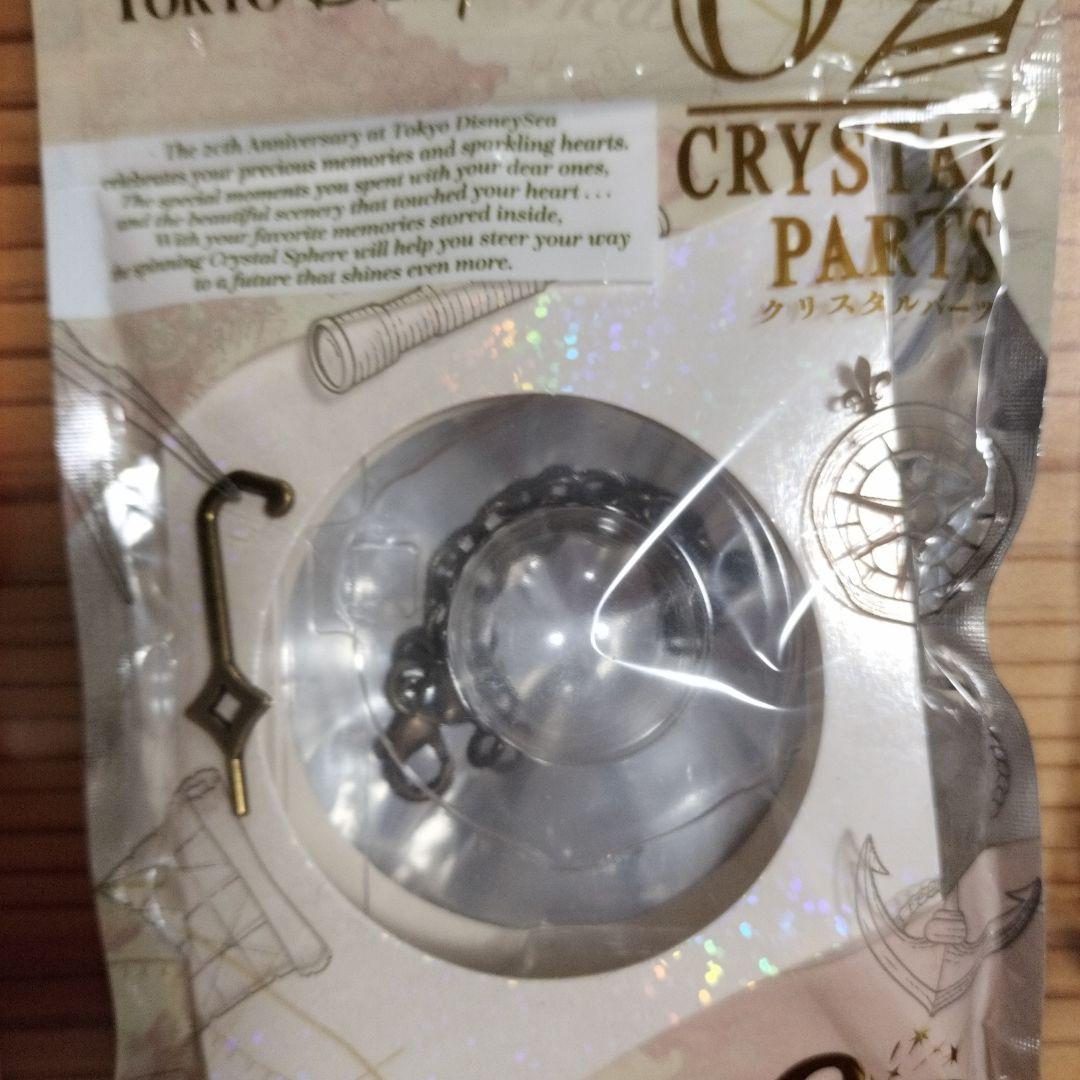 TOKYO Disney
02
CRYSTAL
PARTS
クリスタルパーツ
The 20th Anniversary at Tokyo DisneySea
celebrates your precious memories and sparkling hearts.
The special moments you spent with your dear ones,
and the beautiful scenery that touched your heart...
With your favorite memories stored inside,
the spinning Crystal Sphere will help you steer your way
to a future that shines even more.